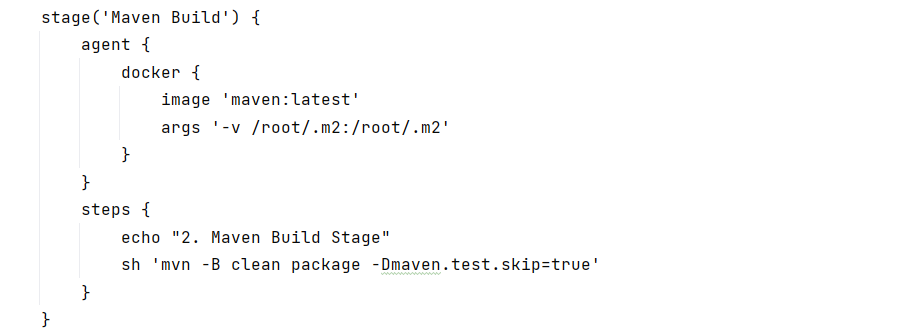 stage('Maven Build') {
    agent {
        docker {
            image 'maven:latest'
            args '-v /root/.m2:/root/.m2'
        }
    }
    steps {
        echo "2. Maven Build Stage"
        sh 'mvn -B clean package -Dmaven.test.skip=true'
    }
}